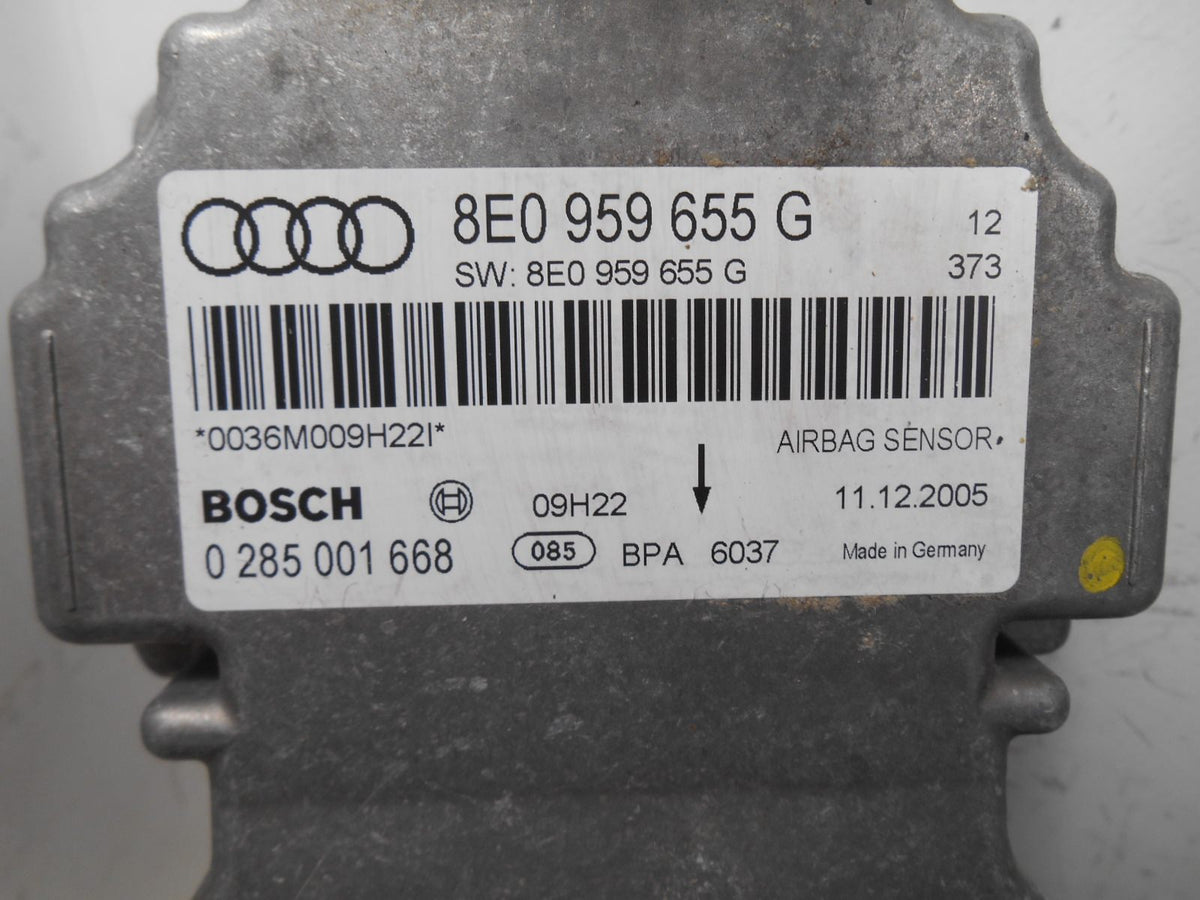 8E0 959 655 G 12
SW: 8E0 959 655 G 373
*0036M009H22I*
AIRBAG SENSOR
BOSCH 09H22 11.12.2005
0 285 001 668 085 BPA 6037 Made in Germany